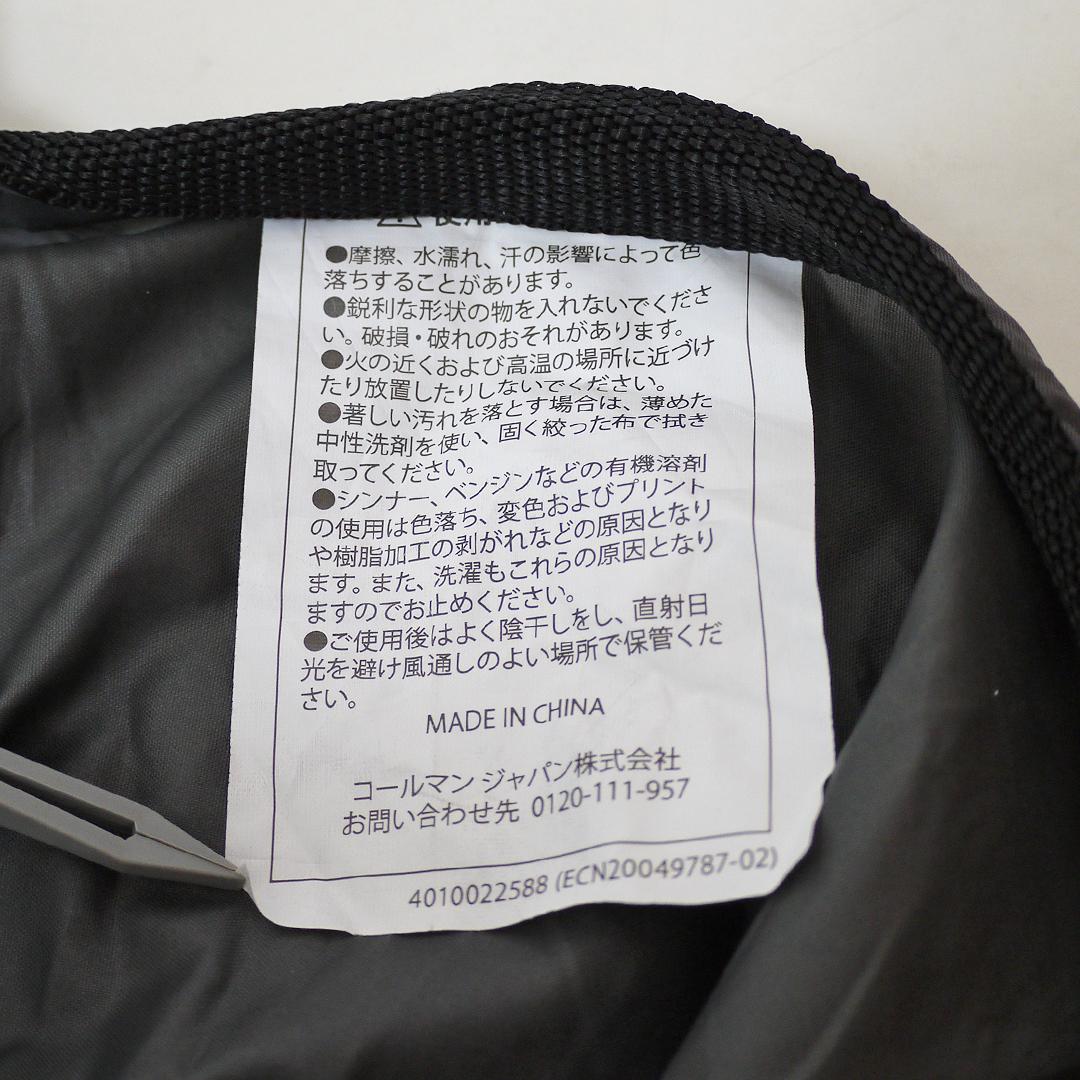 ⚠使用
●摩擦、水濡れ、汗の影響によって色
落ちすることがあります。
●鋭利な形状の物を入れないでくださ
い。破損・破れのおそれがあります。
●火の近くおよび高温の場所に近づけ
たり放置したりしないでください。
●著しい汚れを落とす場合は、薄めた
中性洗剤を使い、固く絞った布で拭き
取ってください。
●シンナー、ベンジンなどの有機溶剤
の使用は色落ち、変色およびプリント
や樹脂加工の剥がれなどの原因となり
ます。また、洗濯もこれらの原因となり
ますのでお止めください。
●ご使用後はよく陰干しをし、直射日
光を避け風通しのよい場所で保管くだ
さい。
MADE IN CHINA
コールマン ジャパン株式会社
お問い合わせ先 0120-111-957
4010022588 (ECN20049787-02)